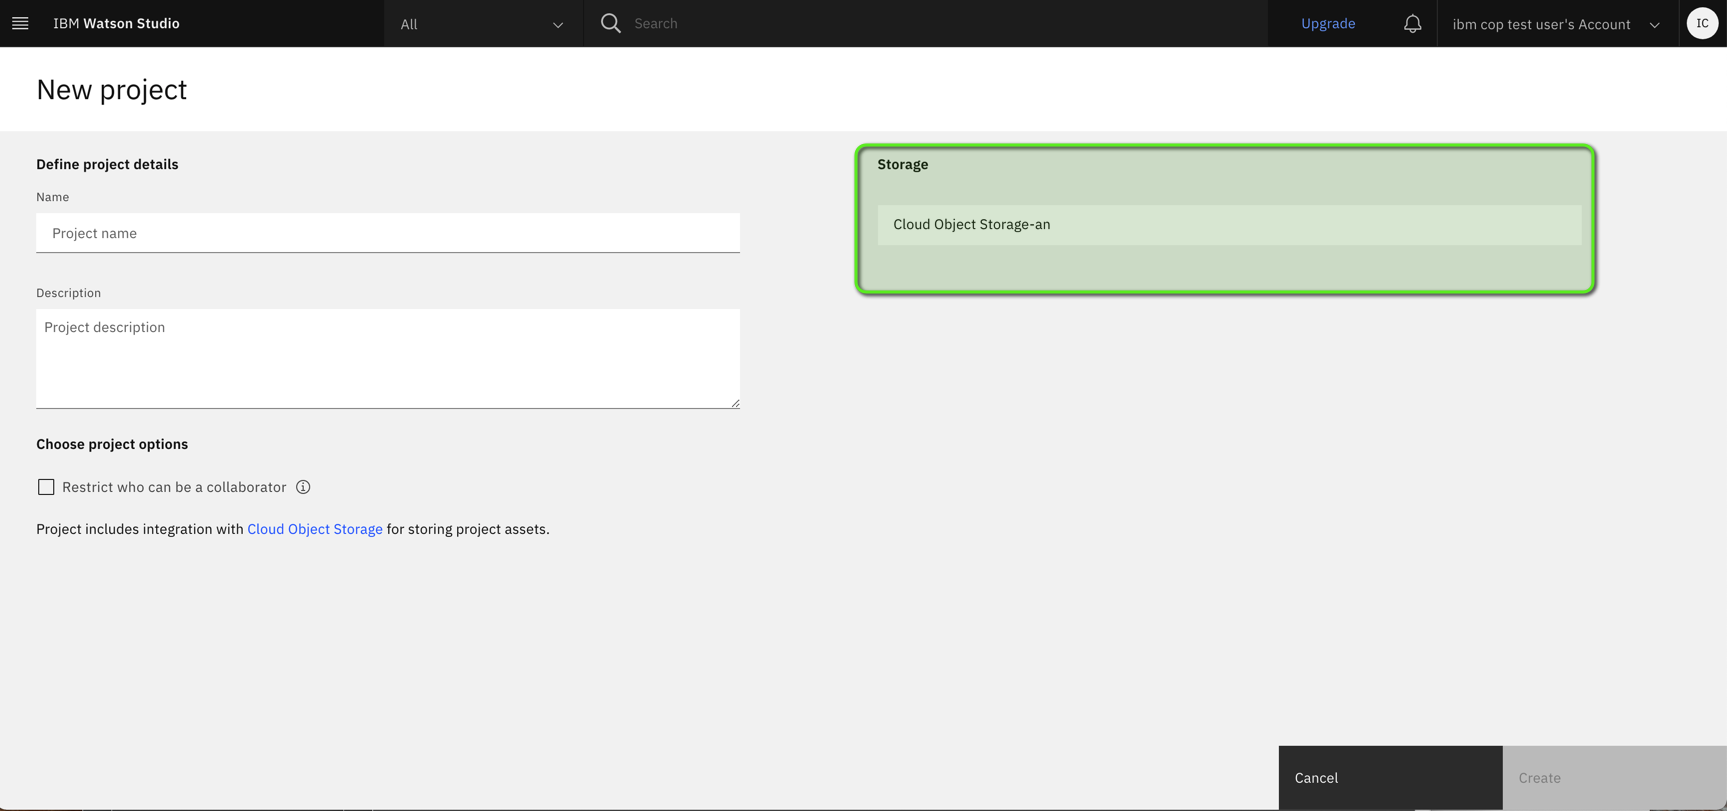 IBM Watson Studio
All
Search
Upgrade
ibm cop test user's Account
IC
New project
Define project details
Name
Project name
Description
Project description
Choose project options
Restrict who can be a collaborator
Project includes integration with Cloud Object Storage for storing project assets.
Storage
Cloud Object Storage-an
Cancel
Create